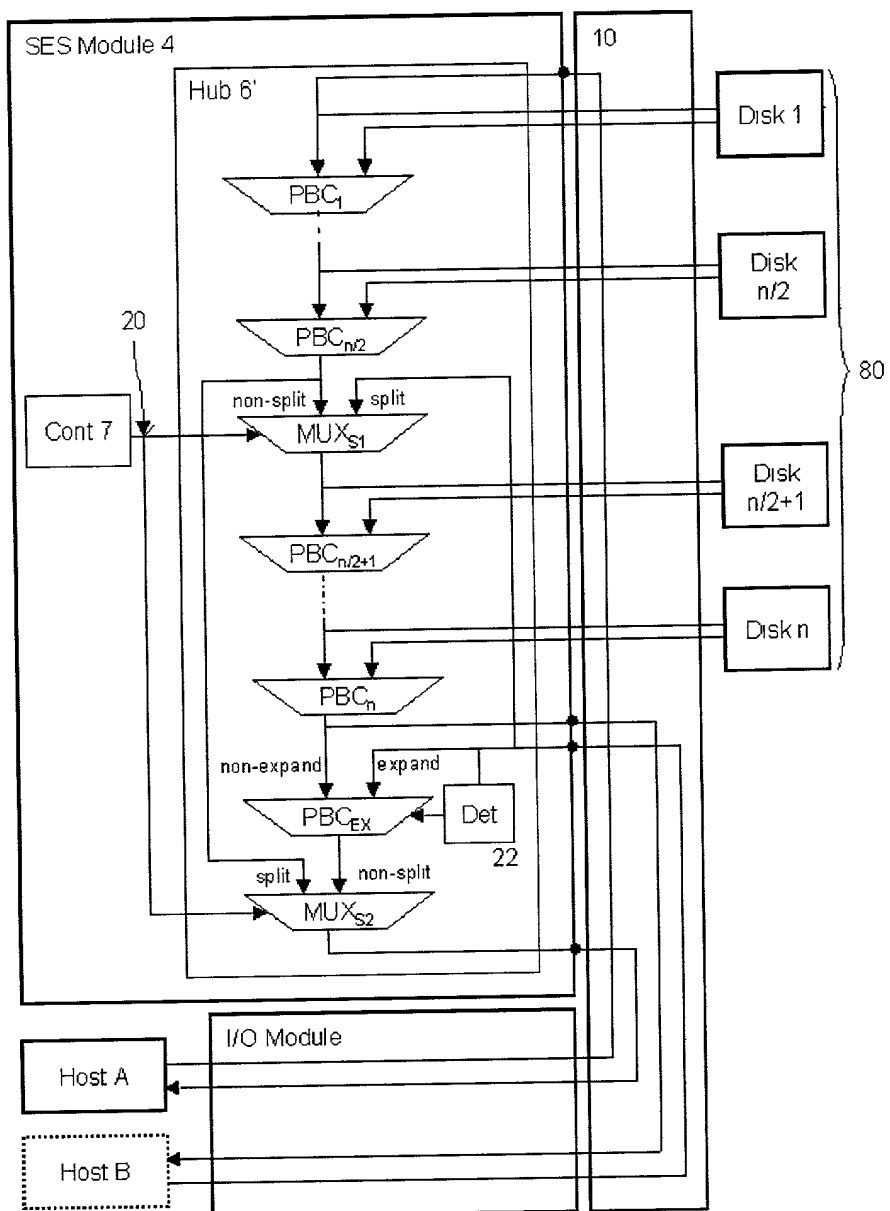 SES Module 4
10
Hub 6'
Disk 1
PBC1
Disk
n/2
20
PBCn/2
80
non-split
split
Cont 7
MUXS1
Disk
n/2+1
PBCn/2+1
Disk n
PBCn
non-expand
expand
PBCEX
Det
22
split
non-split
MUXS2
I/O Module
Host A
Host B